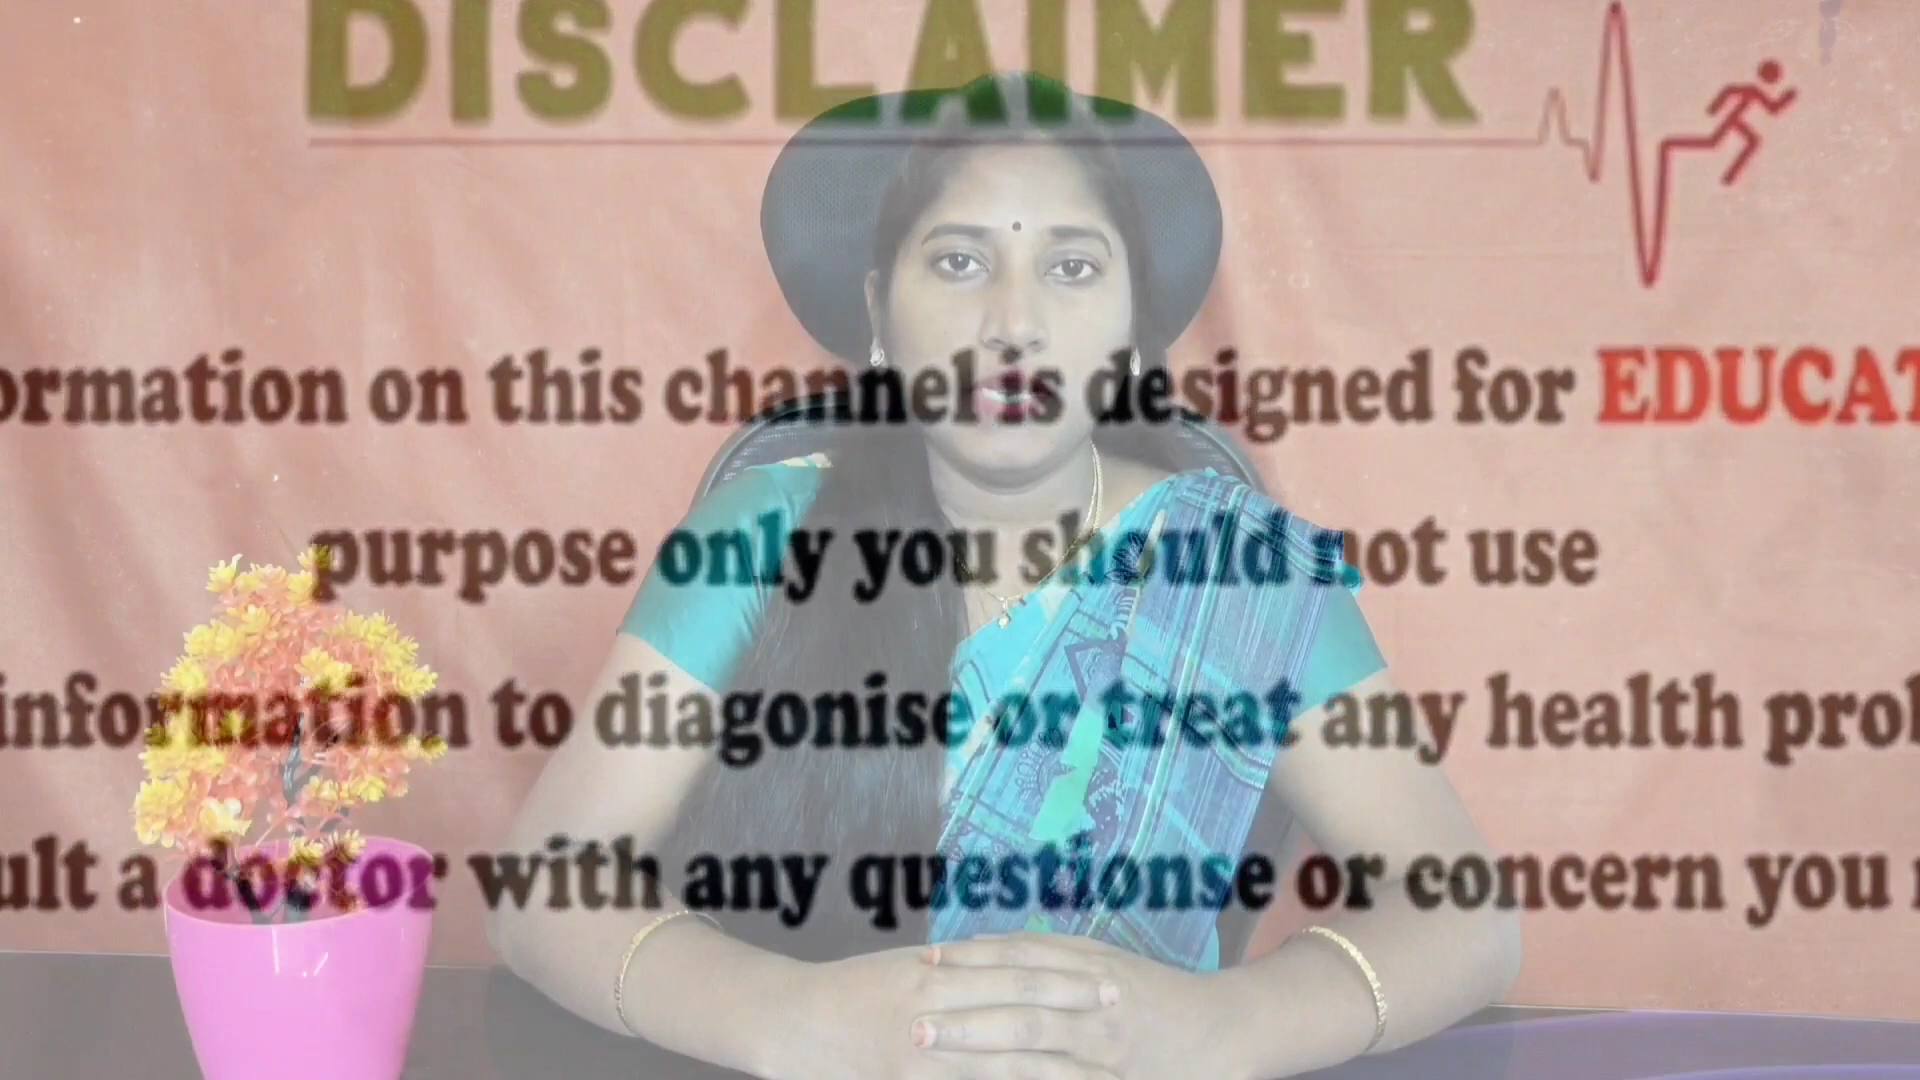 DISCLAIMER
ormation on this channel is designed for EDUCAT
purpose only you should not use
information to diagonise or treat any health prob
ult a doctor with any questionse or concern you